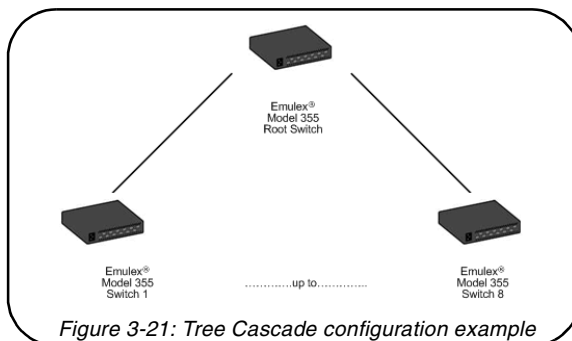 Emulex®
Model 355
Root Switch
Emulex®
Model 355
Switch 1
.............up to..............
Emulex®
Model 355
Switch 8
Figure 3-21: Tree Cascade configuration example